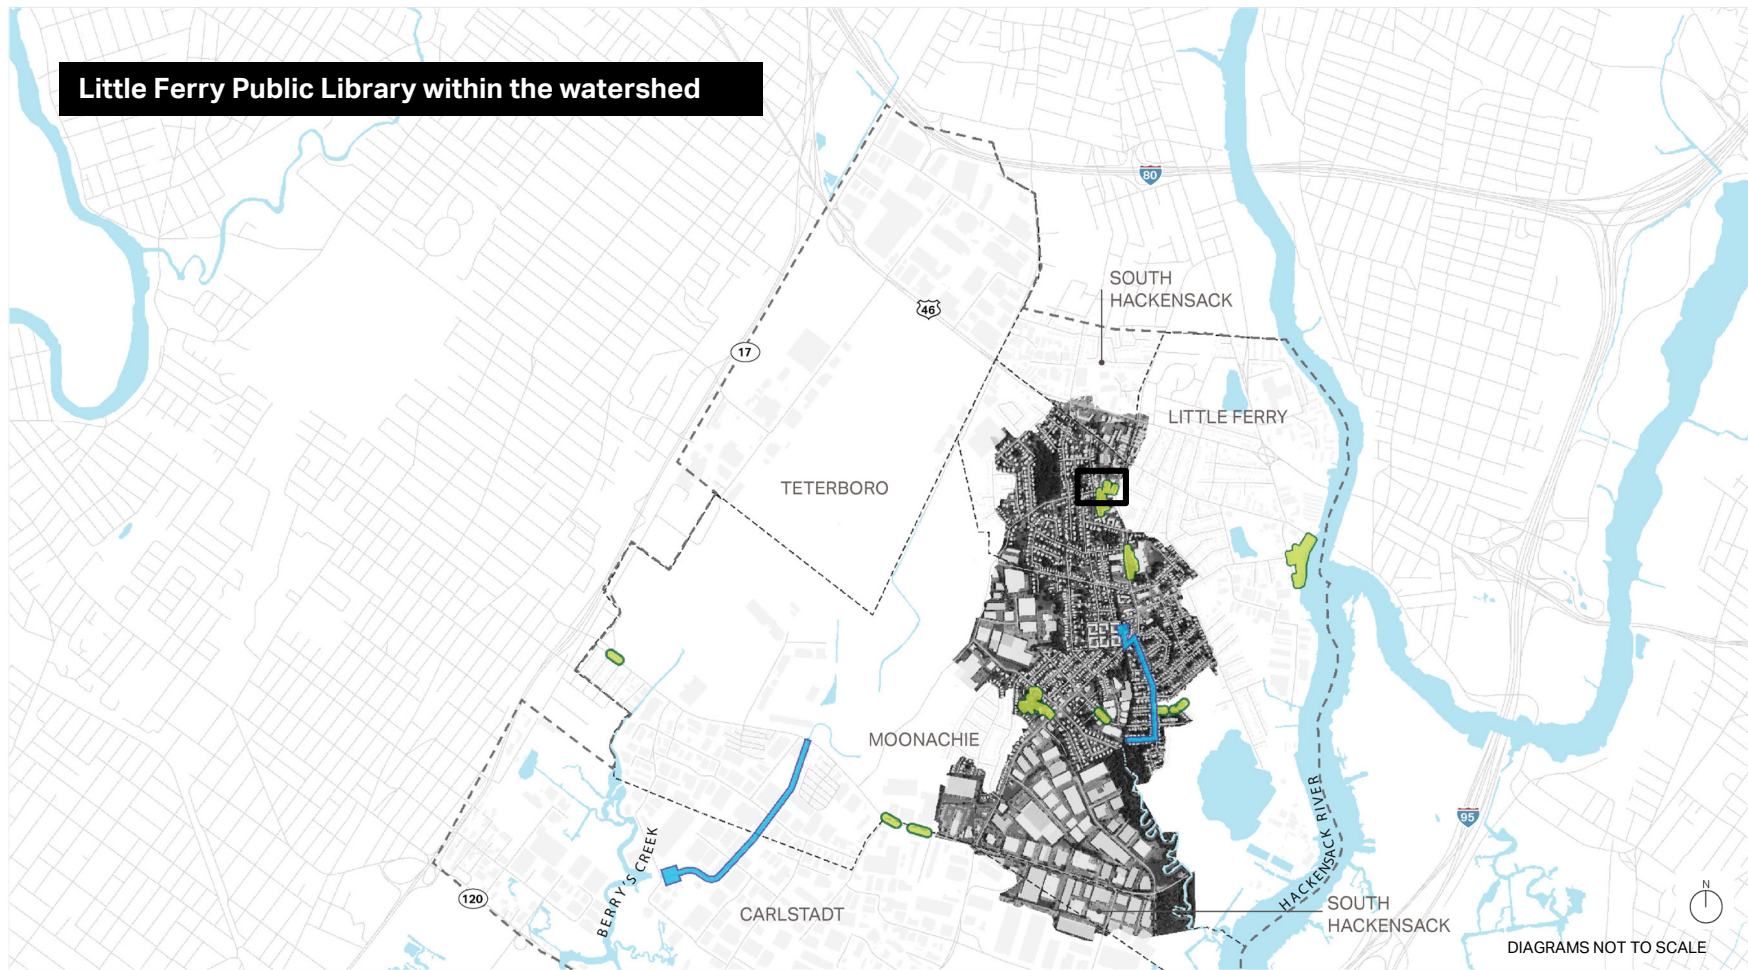 Little Ferry Public Library within the watershed
80
SOUTH
HACKENSACK
46
17
LITTLE FERRY
TETERBORO
MOONACHIE
HACKENSACK RIVER
95
BERRY'S CREEK
120
CARLSTADT
SOUTH
HACKENSACK
N
DIAGRAMS NOT TO SCALE